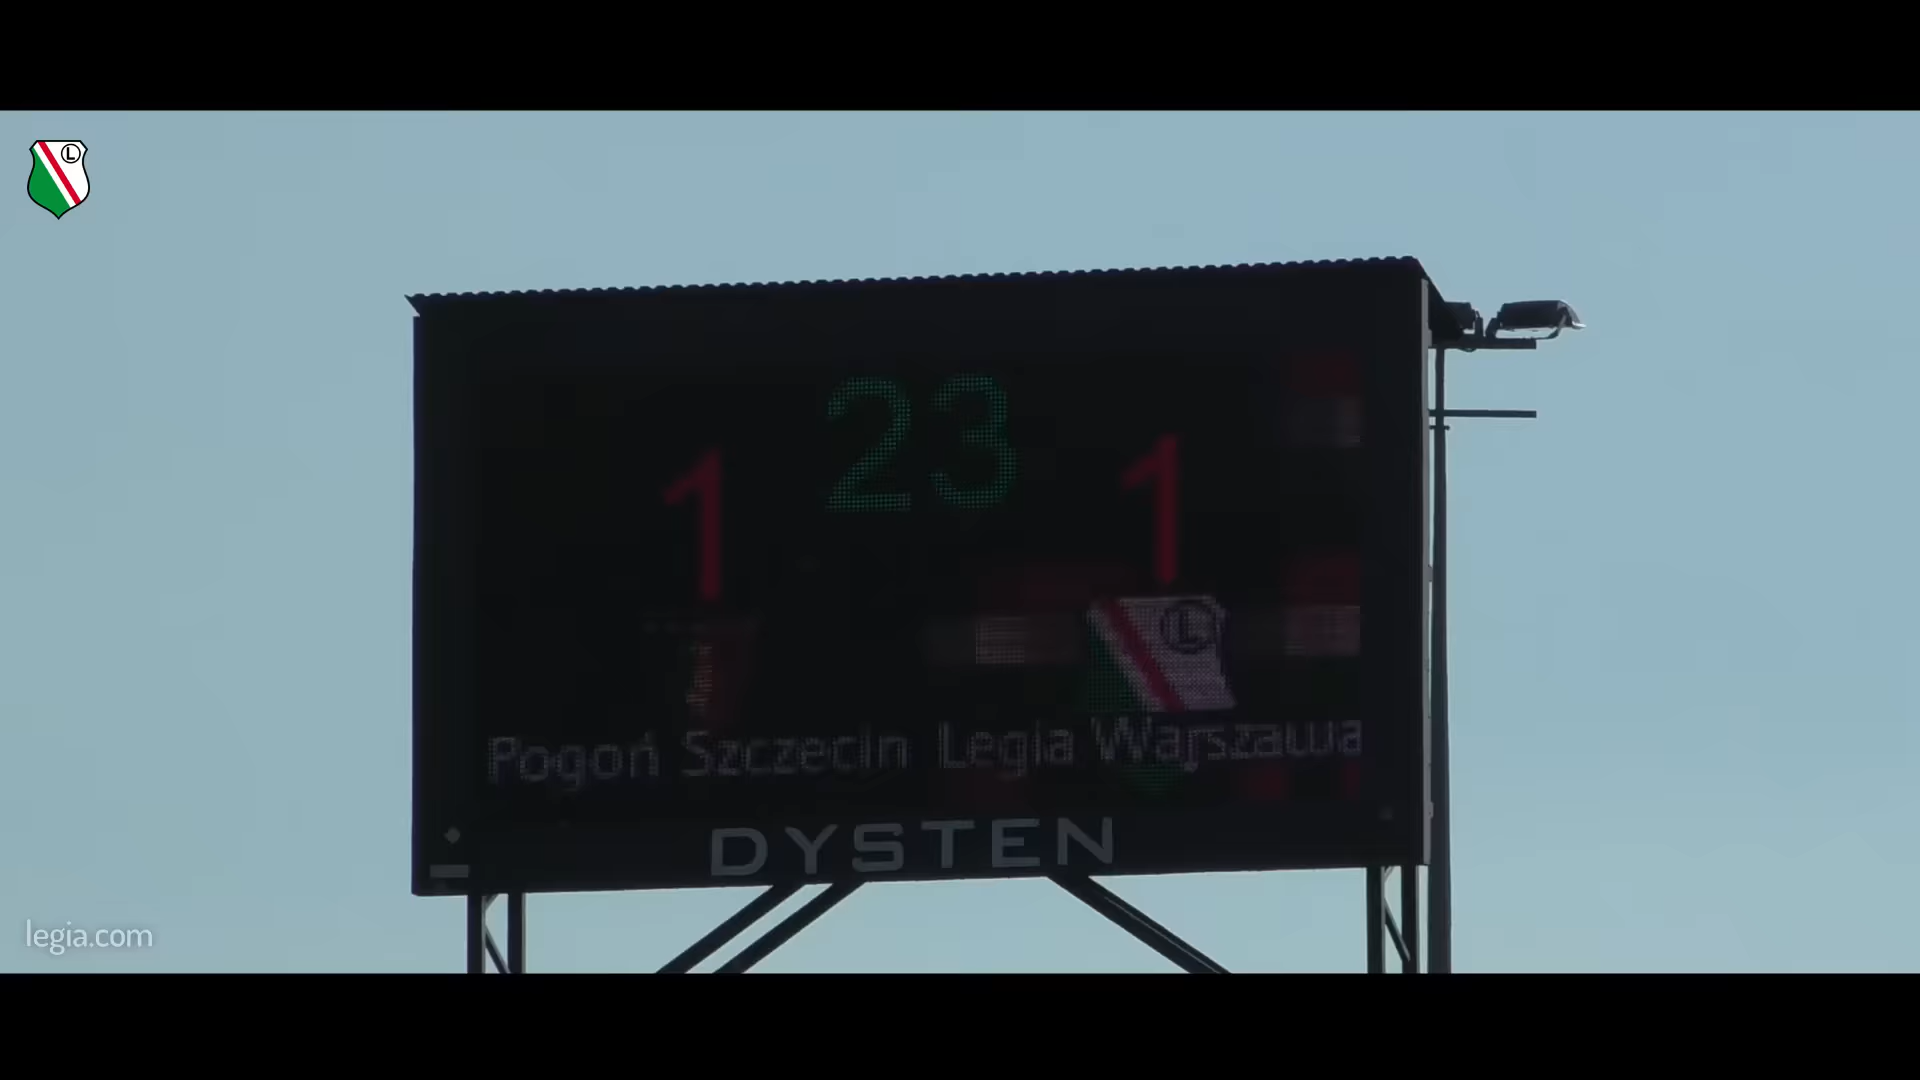 L
23
1 1
L
Pogoń Szczecin Legia Warszawa
DYSTEN
legia.com